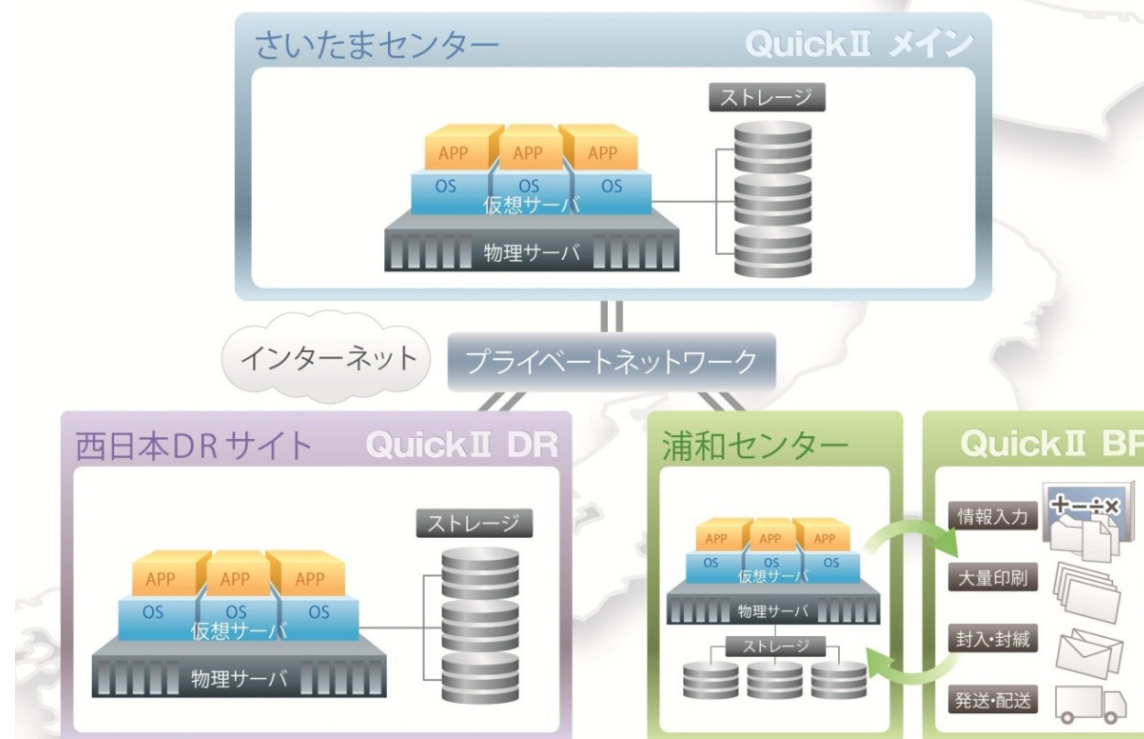 さいたまセンター QuickⅡ メイン
ストレージ
APP APP APP
OS OS OS
仮想サーバ
物理サーバ
インターネット プライベートネットワーク
西日本DRサイト QuickⅡ DR
ストレージ
APP APP APP
OS OS OS
仮想サーバ
物理サーバ
浦和センター
APP APP APP
OS OS OS
仮想サーバ
物理サーバ
ストレージ
QuickⅡ BP
情報入力
+−÷×
大量印刷
封入・封緘
発送・配送